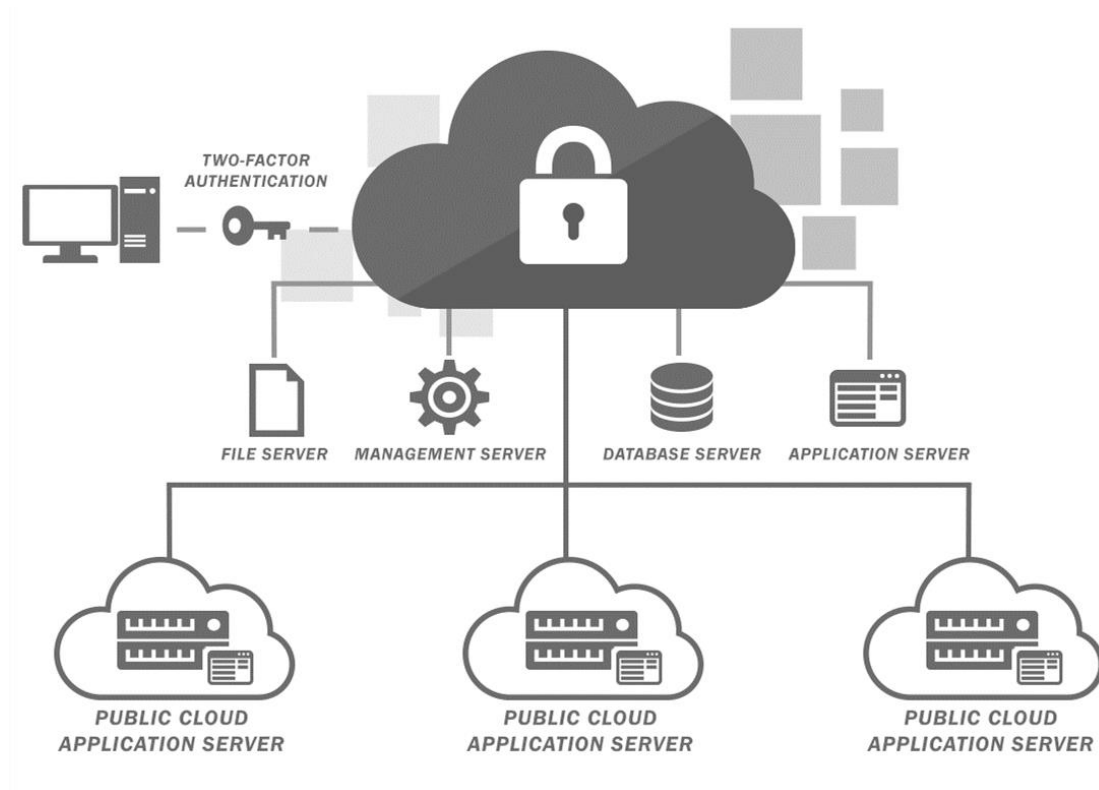 TWO-FACTOR
AUTHENTICATION
FILE SERVER
MANAGEMENT SERVER
DATABASE SERVER
APPLICATION SERVER
PUBLIC CLOUD
APPLICATION SERVER
PUBLIC CLOUD
APPLICATION SERVER
PUBLIC CLOUD
APPLICATION SERVER